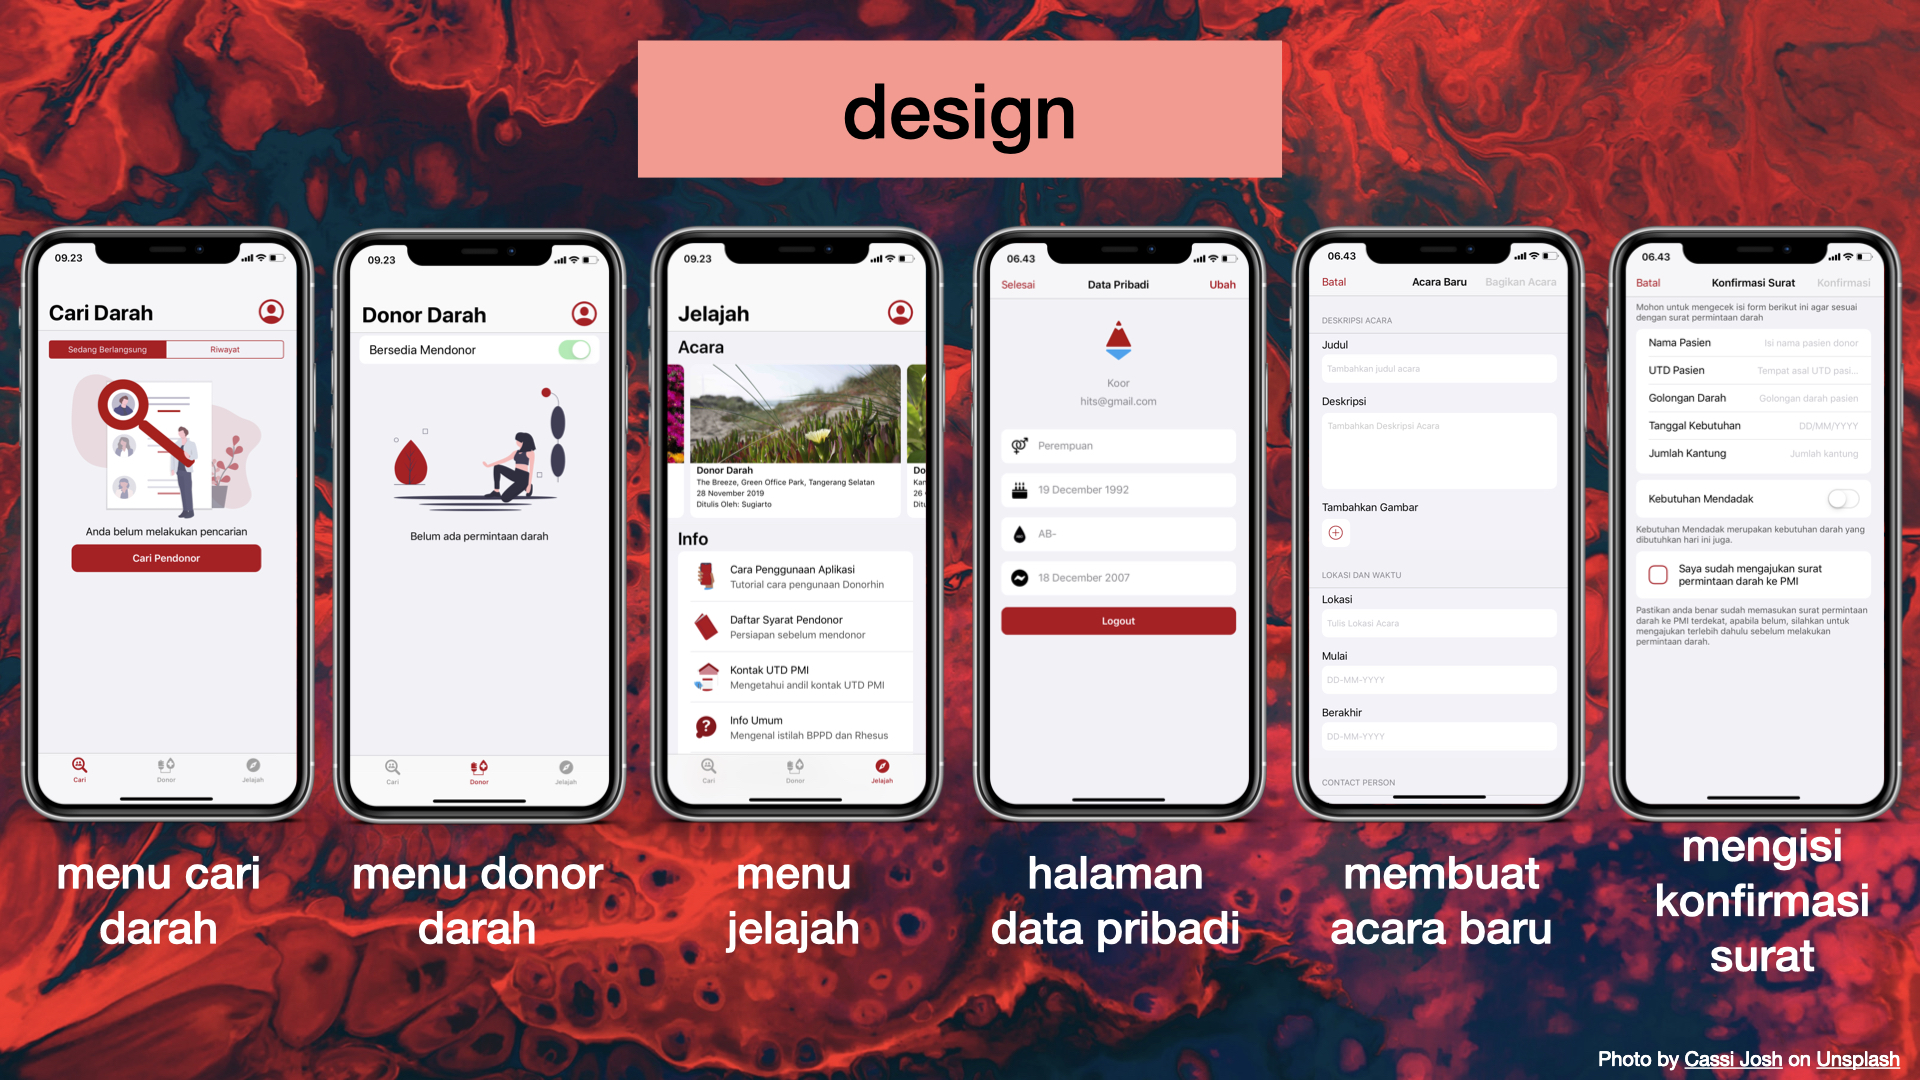 design
09.23
Cari Darah
Sedang Berlangsung
Riwayat
Anda belum melakukan pencarian
Cari Pendonor
Cari
Donor
Jelajah
menu cari
darah
09.23
Donor Darah
Bersedia Mendonor
Belum ada permintaan darah
Cari
Donor
Jelajah
menu donor
darah
09.23
Jelajah
Acara
Donor Darah
The Breeze, Green Office Park, Tangerang Selatan
28 November 2019
Ditulis Oleh: Sugiarto
Do
Kan
26
Ditu
Info
Cara Penggunaan Aplikasi
Tutorial cara pengunaan Donorhin
Daftar Syarat Pendonor
Persiapan sebelum mendonor
Kontak UTD PMI
Mengetahui andil kontak UTD PMI
Info Umum
Mengenal istilah BPPD dan Rhesus
Cari
Donor
Jelajah
menu
jelajah
06.43
Selesai
Data Pribadi
Ubah
Koor
hits@gmail.com
Perempuan
19 December 1992
AB-
18 December 2007
Logout
halaman
data pribadi
06.43
Batal
Acara Baru
Bagikan Acara
DESKRIPSI ACARA
Judul
Tambahkan judul acara
Deskripsi
Tambahkan Deskripsi Acara
Tambahkan Gambar
LOKASI DAN WAKTU
Lokasi
Tulis Lokasi Acara
Mulai
DD-MM-YYYY
Berakhir
DD-MM-YYYY
CONTACT PERSON
membuat
acara baru
06.43
Batal
Konfirmasi Surat
Konfirmasi
Mohon untuk mengecek isi form berikut ini agar sesuai
dengan surat permintaan darah
Nama Pasien
Isi nama pasien donor
UTD Pasien
Tempat asal UTD pasi...
Golongan Darah
Golongan darah pasien
Tanggal Kebutuhan
DD/MM/YYYY
Jumlah Kantung
Jumlah kantung
Kebutuhan Mendadak
Kebutuhan Mendadak merupakan kebutuhan darah yang
dibutuhkan hari ini juga.
Saya sudah mengajukan surat
permintaan darah ke PMI
Pastikan anda benar sudah memasukan surat permintaan
darah ke PMI terdekat, apabila belum, silahkan untuk
mengajukan terlebih dahulu sebelum melakukan
permintaan darah.
mengisi
konfirmasi
surat
Photo by Cassi Josh on Unsplash